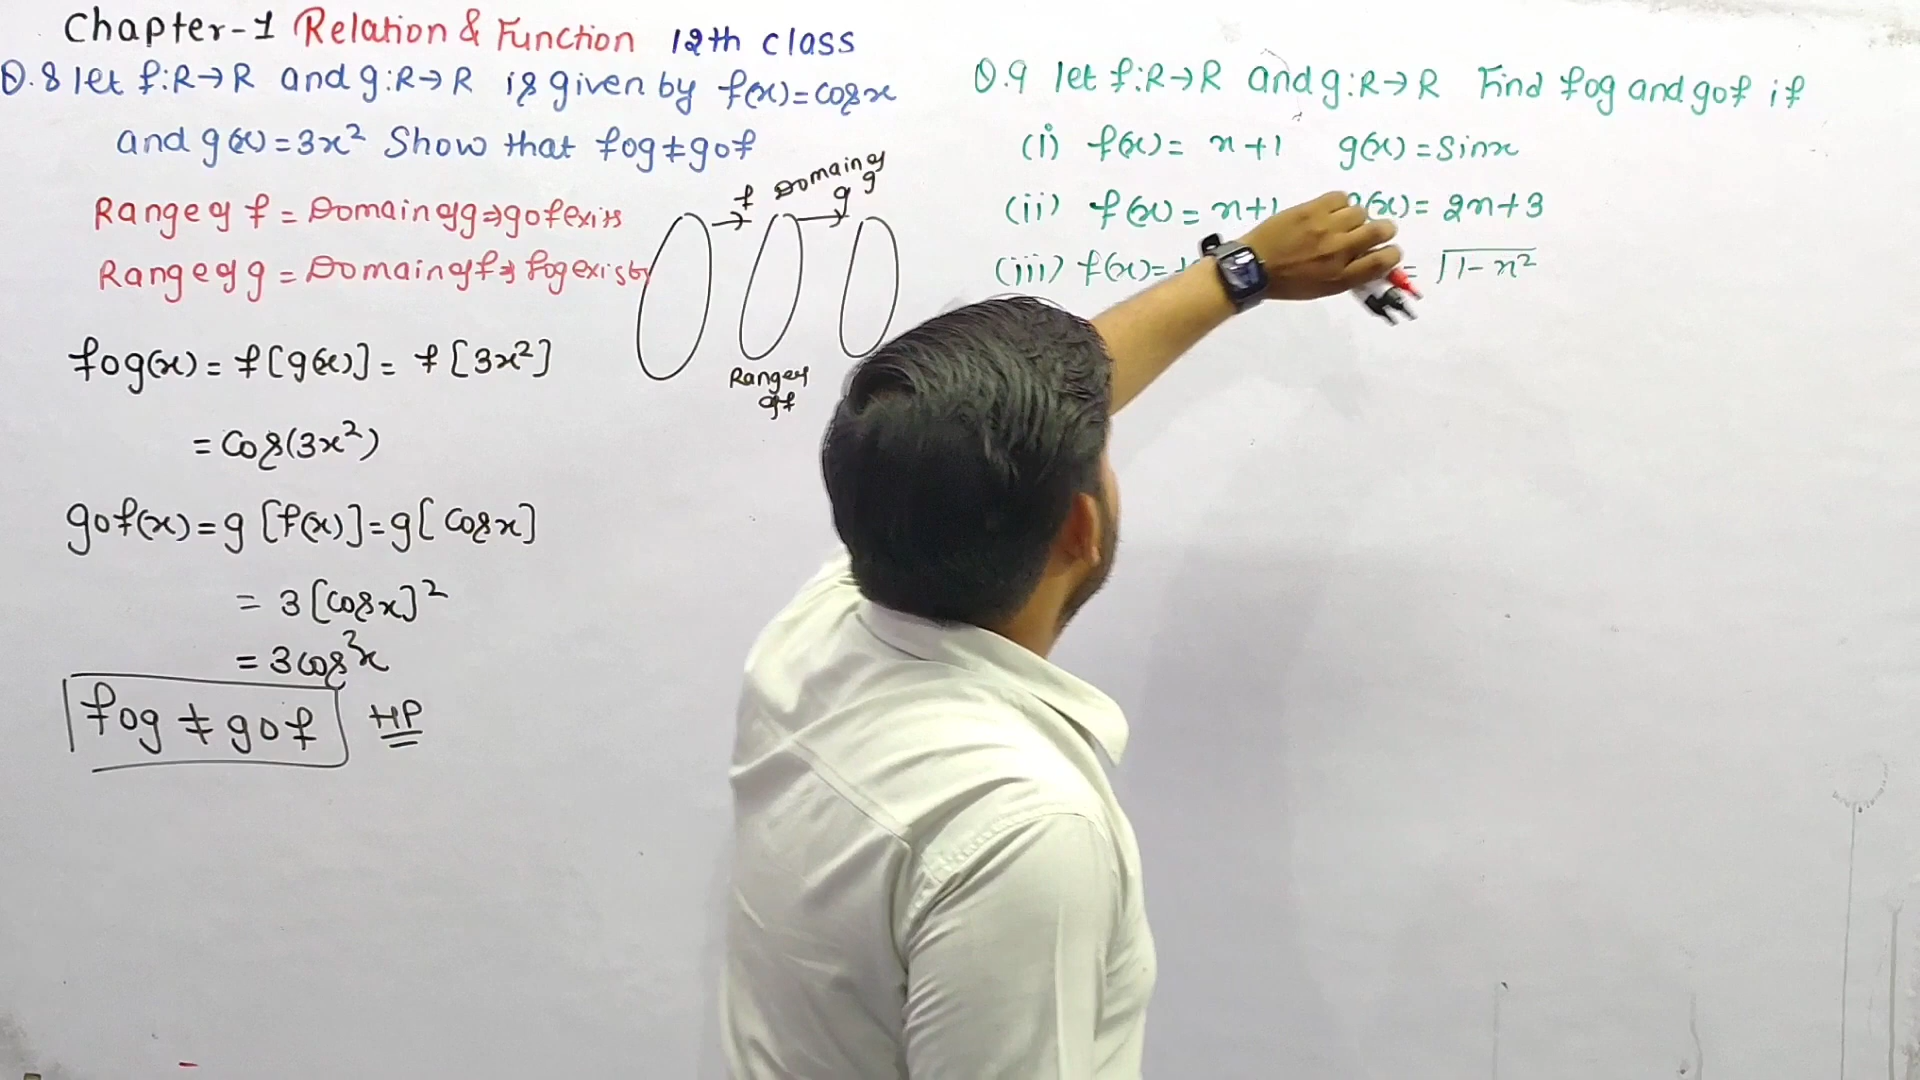 Chapter-1 Relation & Function 12th class
Q.8 let f:R→R and g:R→R is given by f(x)=cosx
and g(x)=3x² Show that fog≠gof
Range of f = Domain of g⇒gof exists
Range of g = Domain of f⇒ fog exists
f
Domain of
g
g
Range of
of f
fog(x) = f[g(x)] = f[3x²]
= cos(3x²)
gof(x) = g[f(x)] = g[cosx]
= 3[cosx]²
= 3cos²x
fog ≠ gof HP
Q.9 let f:R→R and g:R→R Find fog and gof if
(i) f(x) = x+1 g(x) = sinx
(ii) f(x) = x+1 (x) = 2x+3
(iii) f(x)= = √1-x²